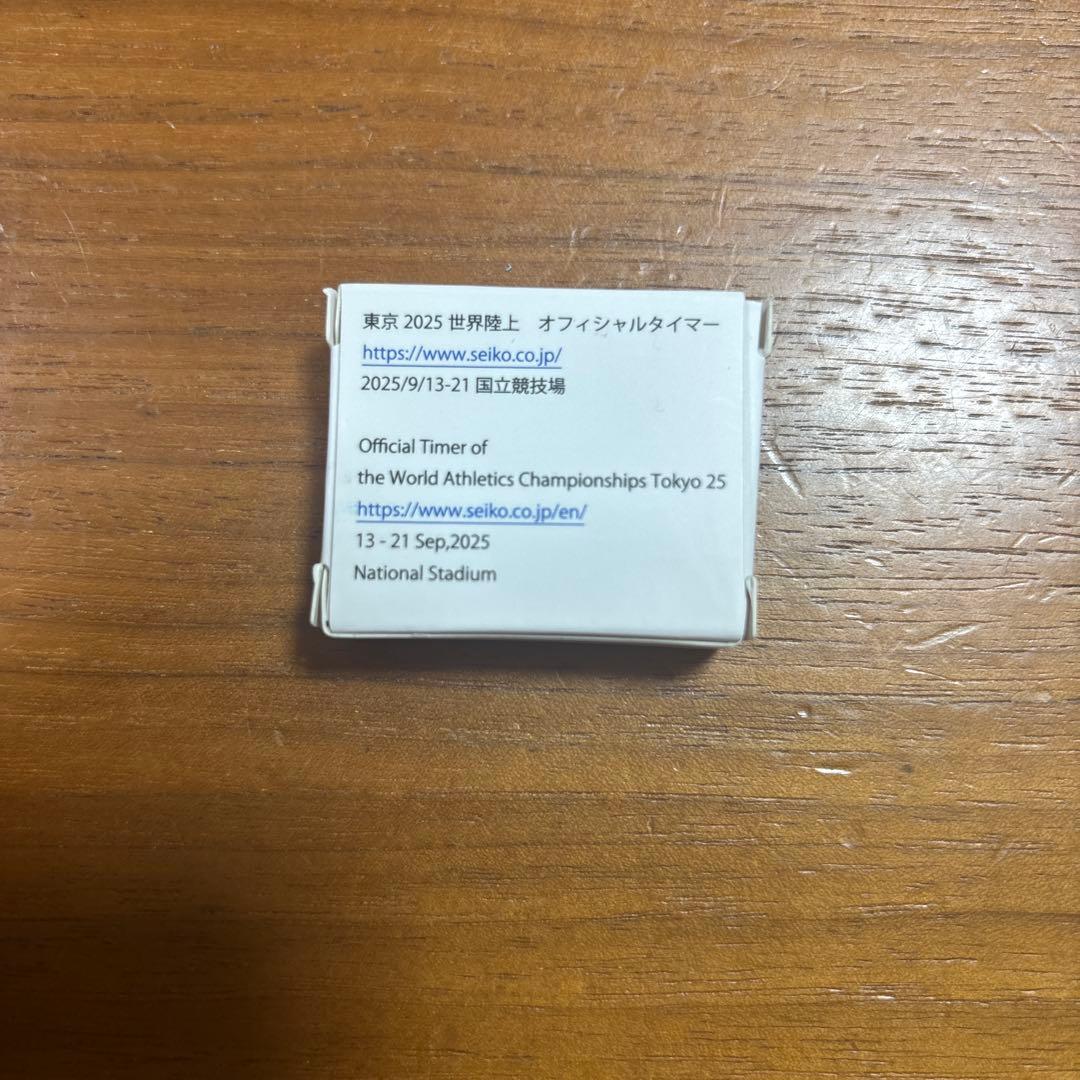 東京 2025 世界陸上　オフィシャルタイマー
https://www.seiko.co.jp/
2025/9/13-21 国立競技場
Official Timer of
the World Athletics Championships Tokyo 25
https://www.seiko.co.jp/en/
13 - 21 Sep,2025
National Stadium